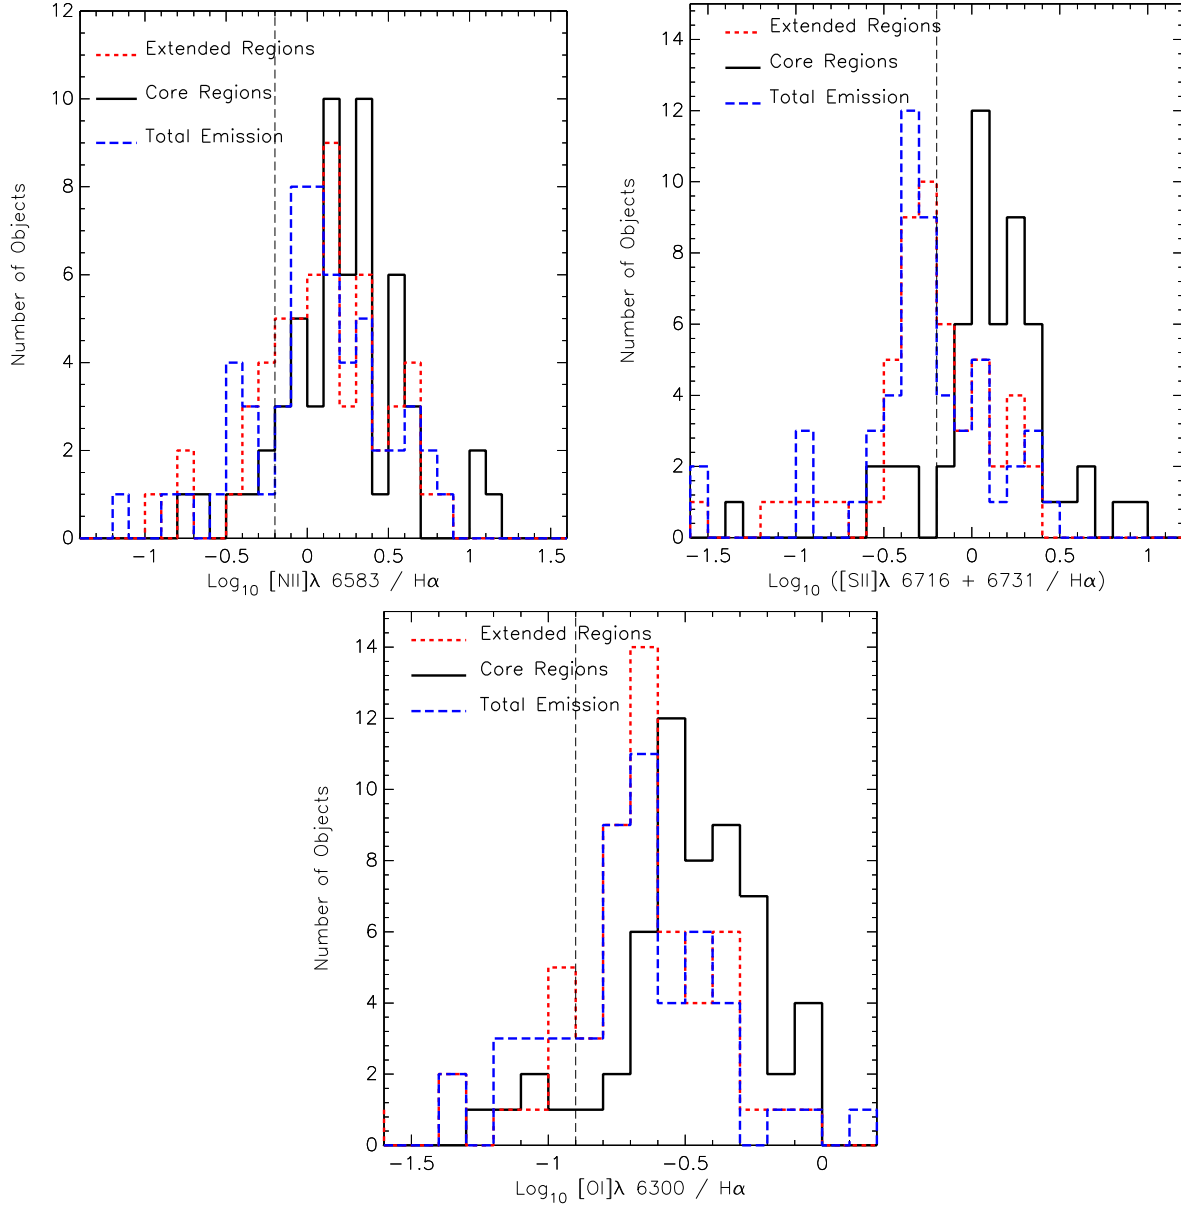 12
10
8
6
4
2
0
Number of Objects
Extended Regions
Core Regions
Total Emission
−1 −0.5 0 0.5 1 1.5
Log10 [NII]λ 6583 / Hα
14
12
10
8
6
4
2
0
Number of Objects
Extended Regions
Core Regions
Total Emission
−1.5 −1 −0.5 0 0.5 1
Log10 ([SII]λ 6716 + 6731 / Hα)
14
12
10
8
6
4
2
0
Number of Objects
Extended Regions
Core Regions
Total Emission
−1.5 −1 −0.5 0
Log10 [OI]λ 6300 / Hα